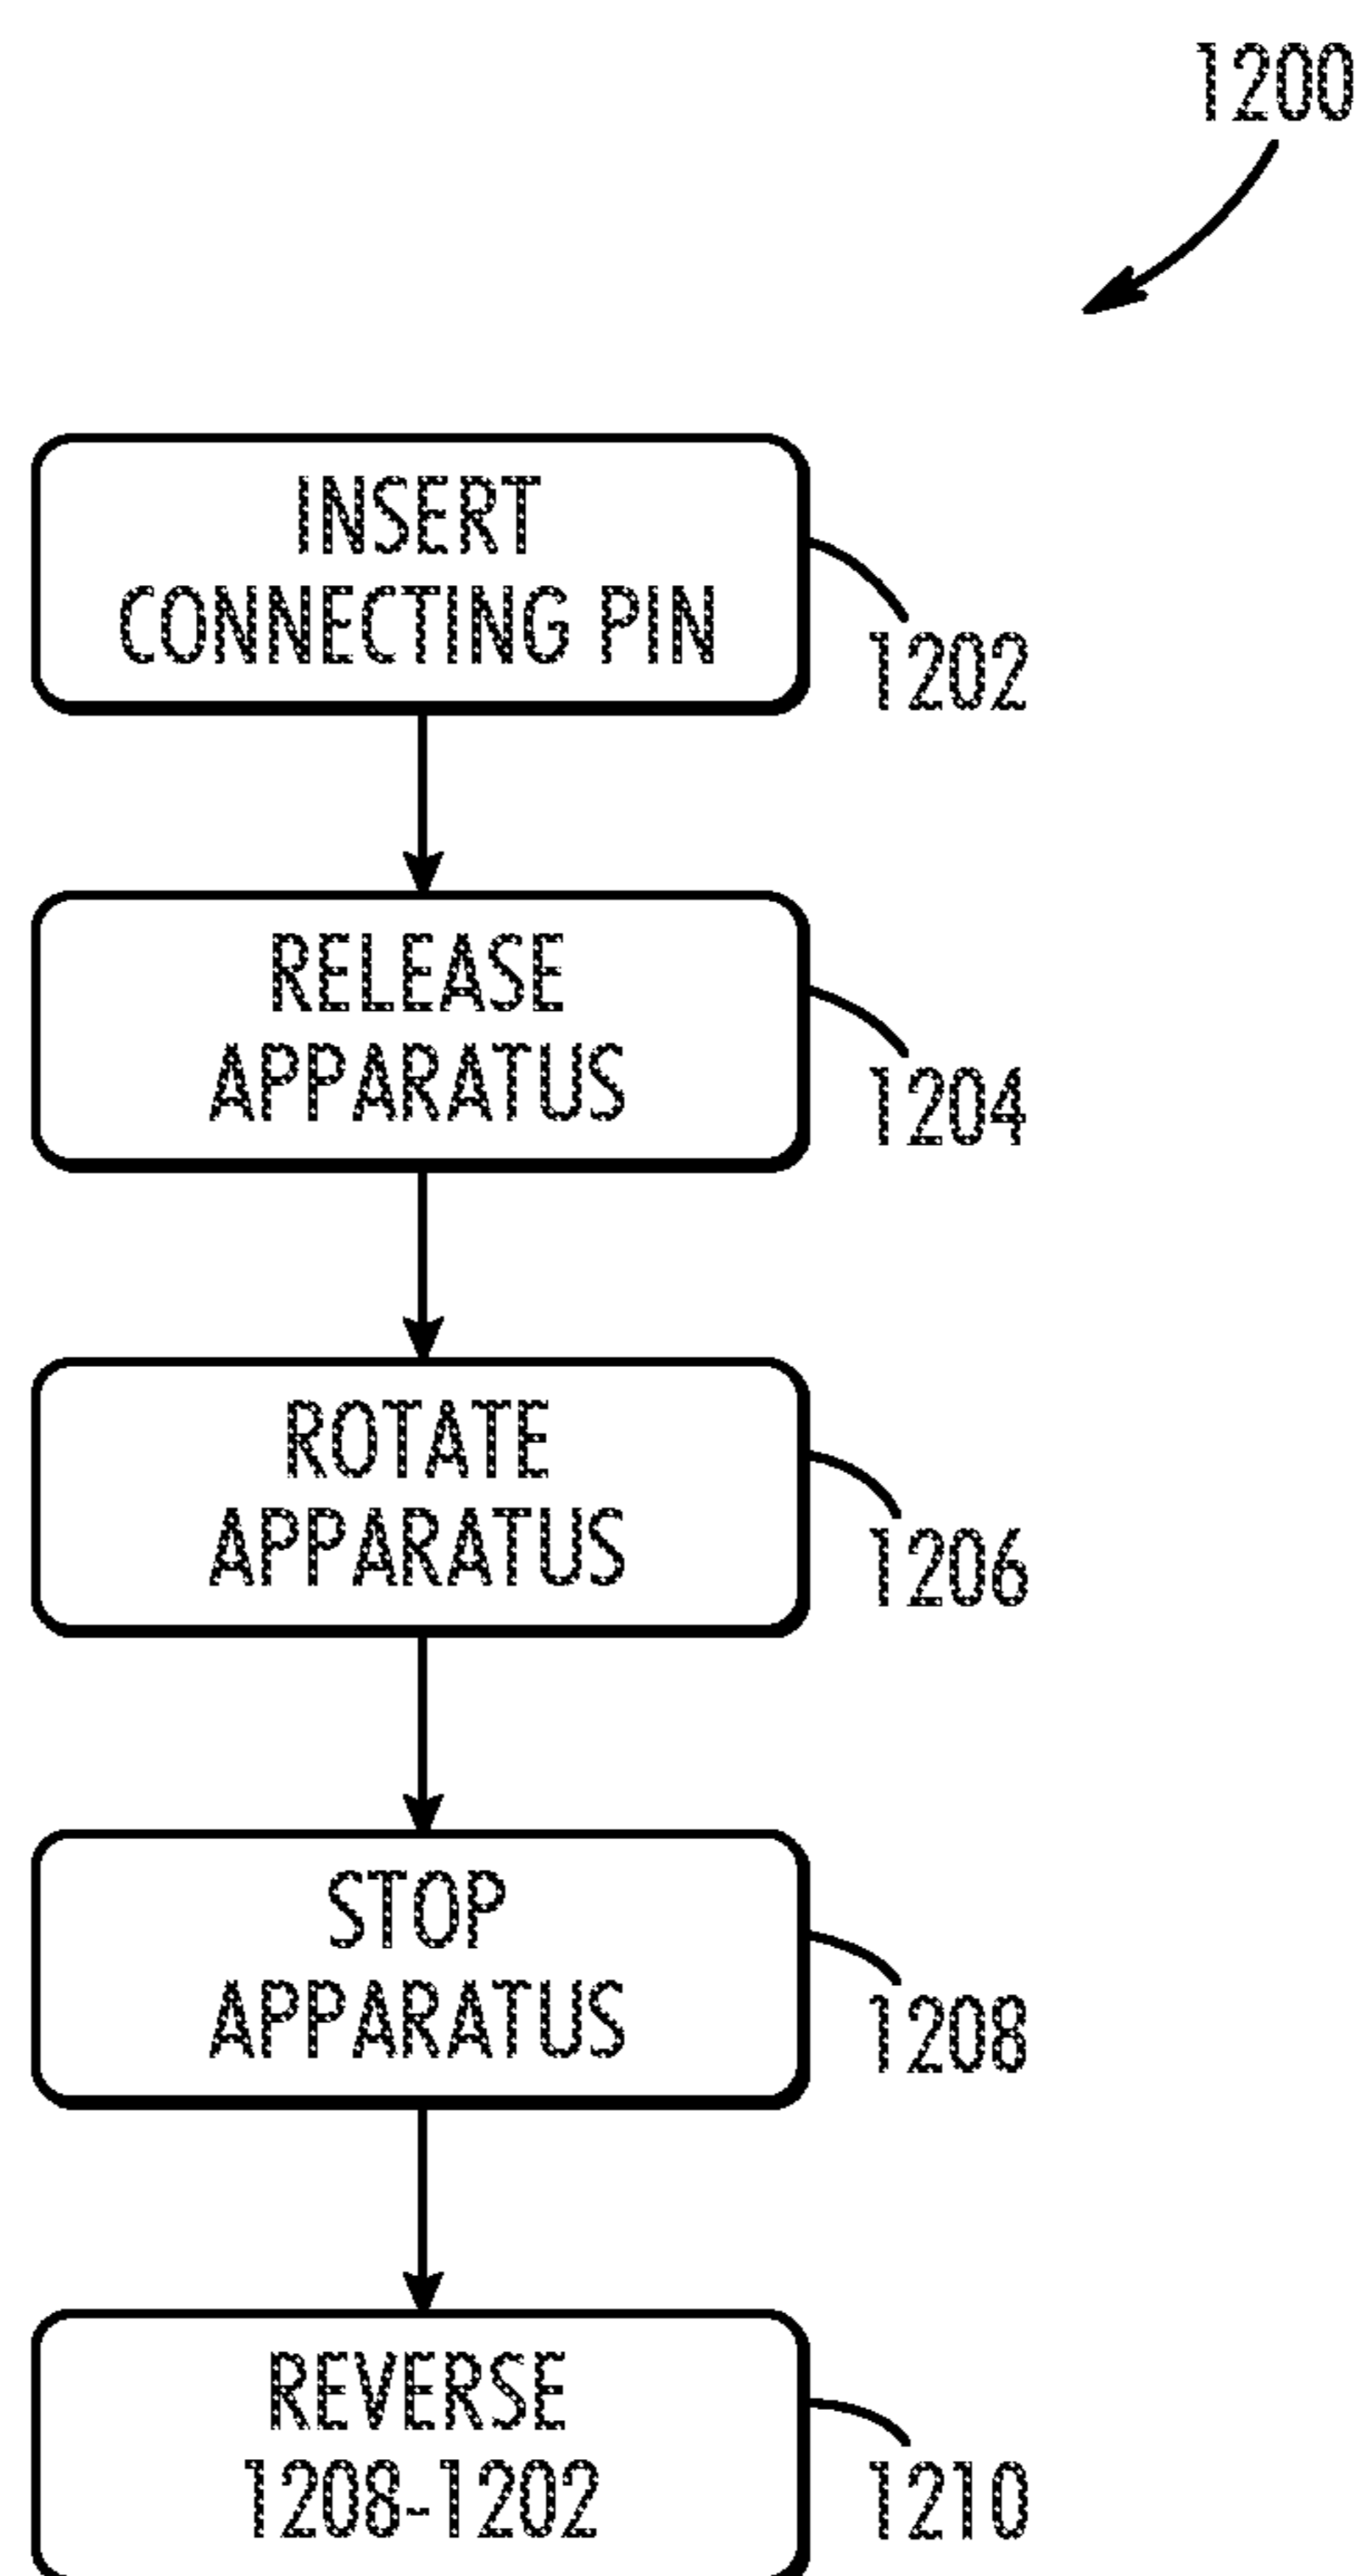 1200
INSERT
CONNECTING PIN
1202
RELEASE
APPARATUS
1204
ROTATE
APPARATUS
1206
STOP
APPARATUS
1208
REVERSE
1208-1202
1210